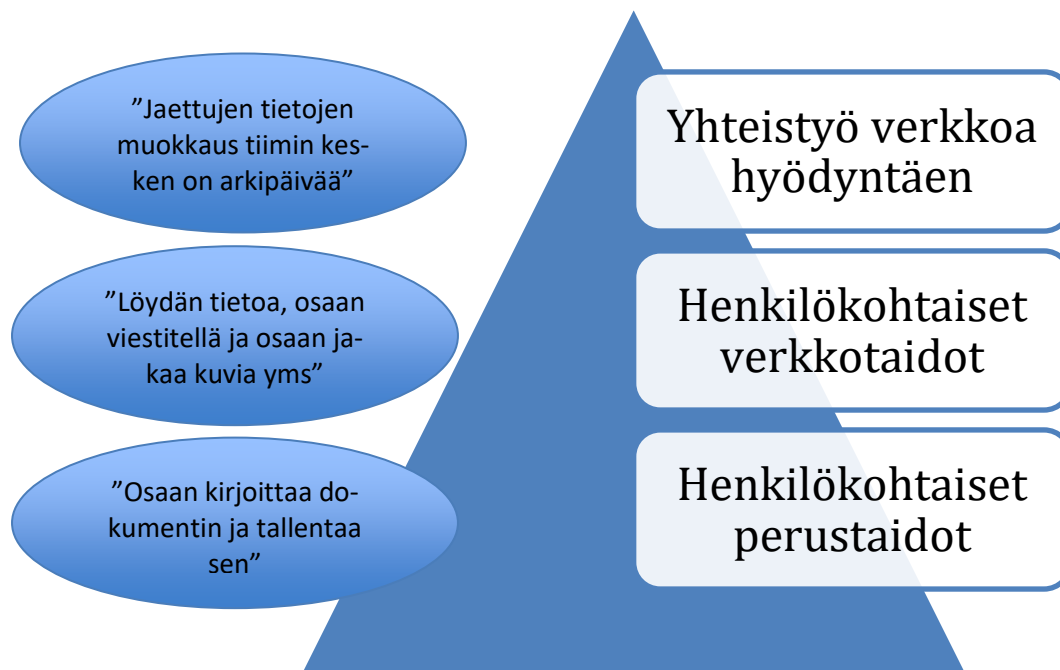 ”Jaettujen tietojen
muokkaus tiimin kes-
ken on arkipäivää”
Yhteistyö verkkoa
hyödyntäen
”Löydän tietoa, osaan
viestitellä ja osaan ja-
kaa kuvia yms”
Henkilökohtaiset
verkkotaidot
”Osaan kirjoittaa do-
kumentin ja tallentaa
sen”
Henkilökohtaiset
perustaidot